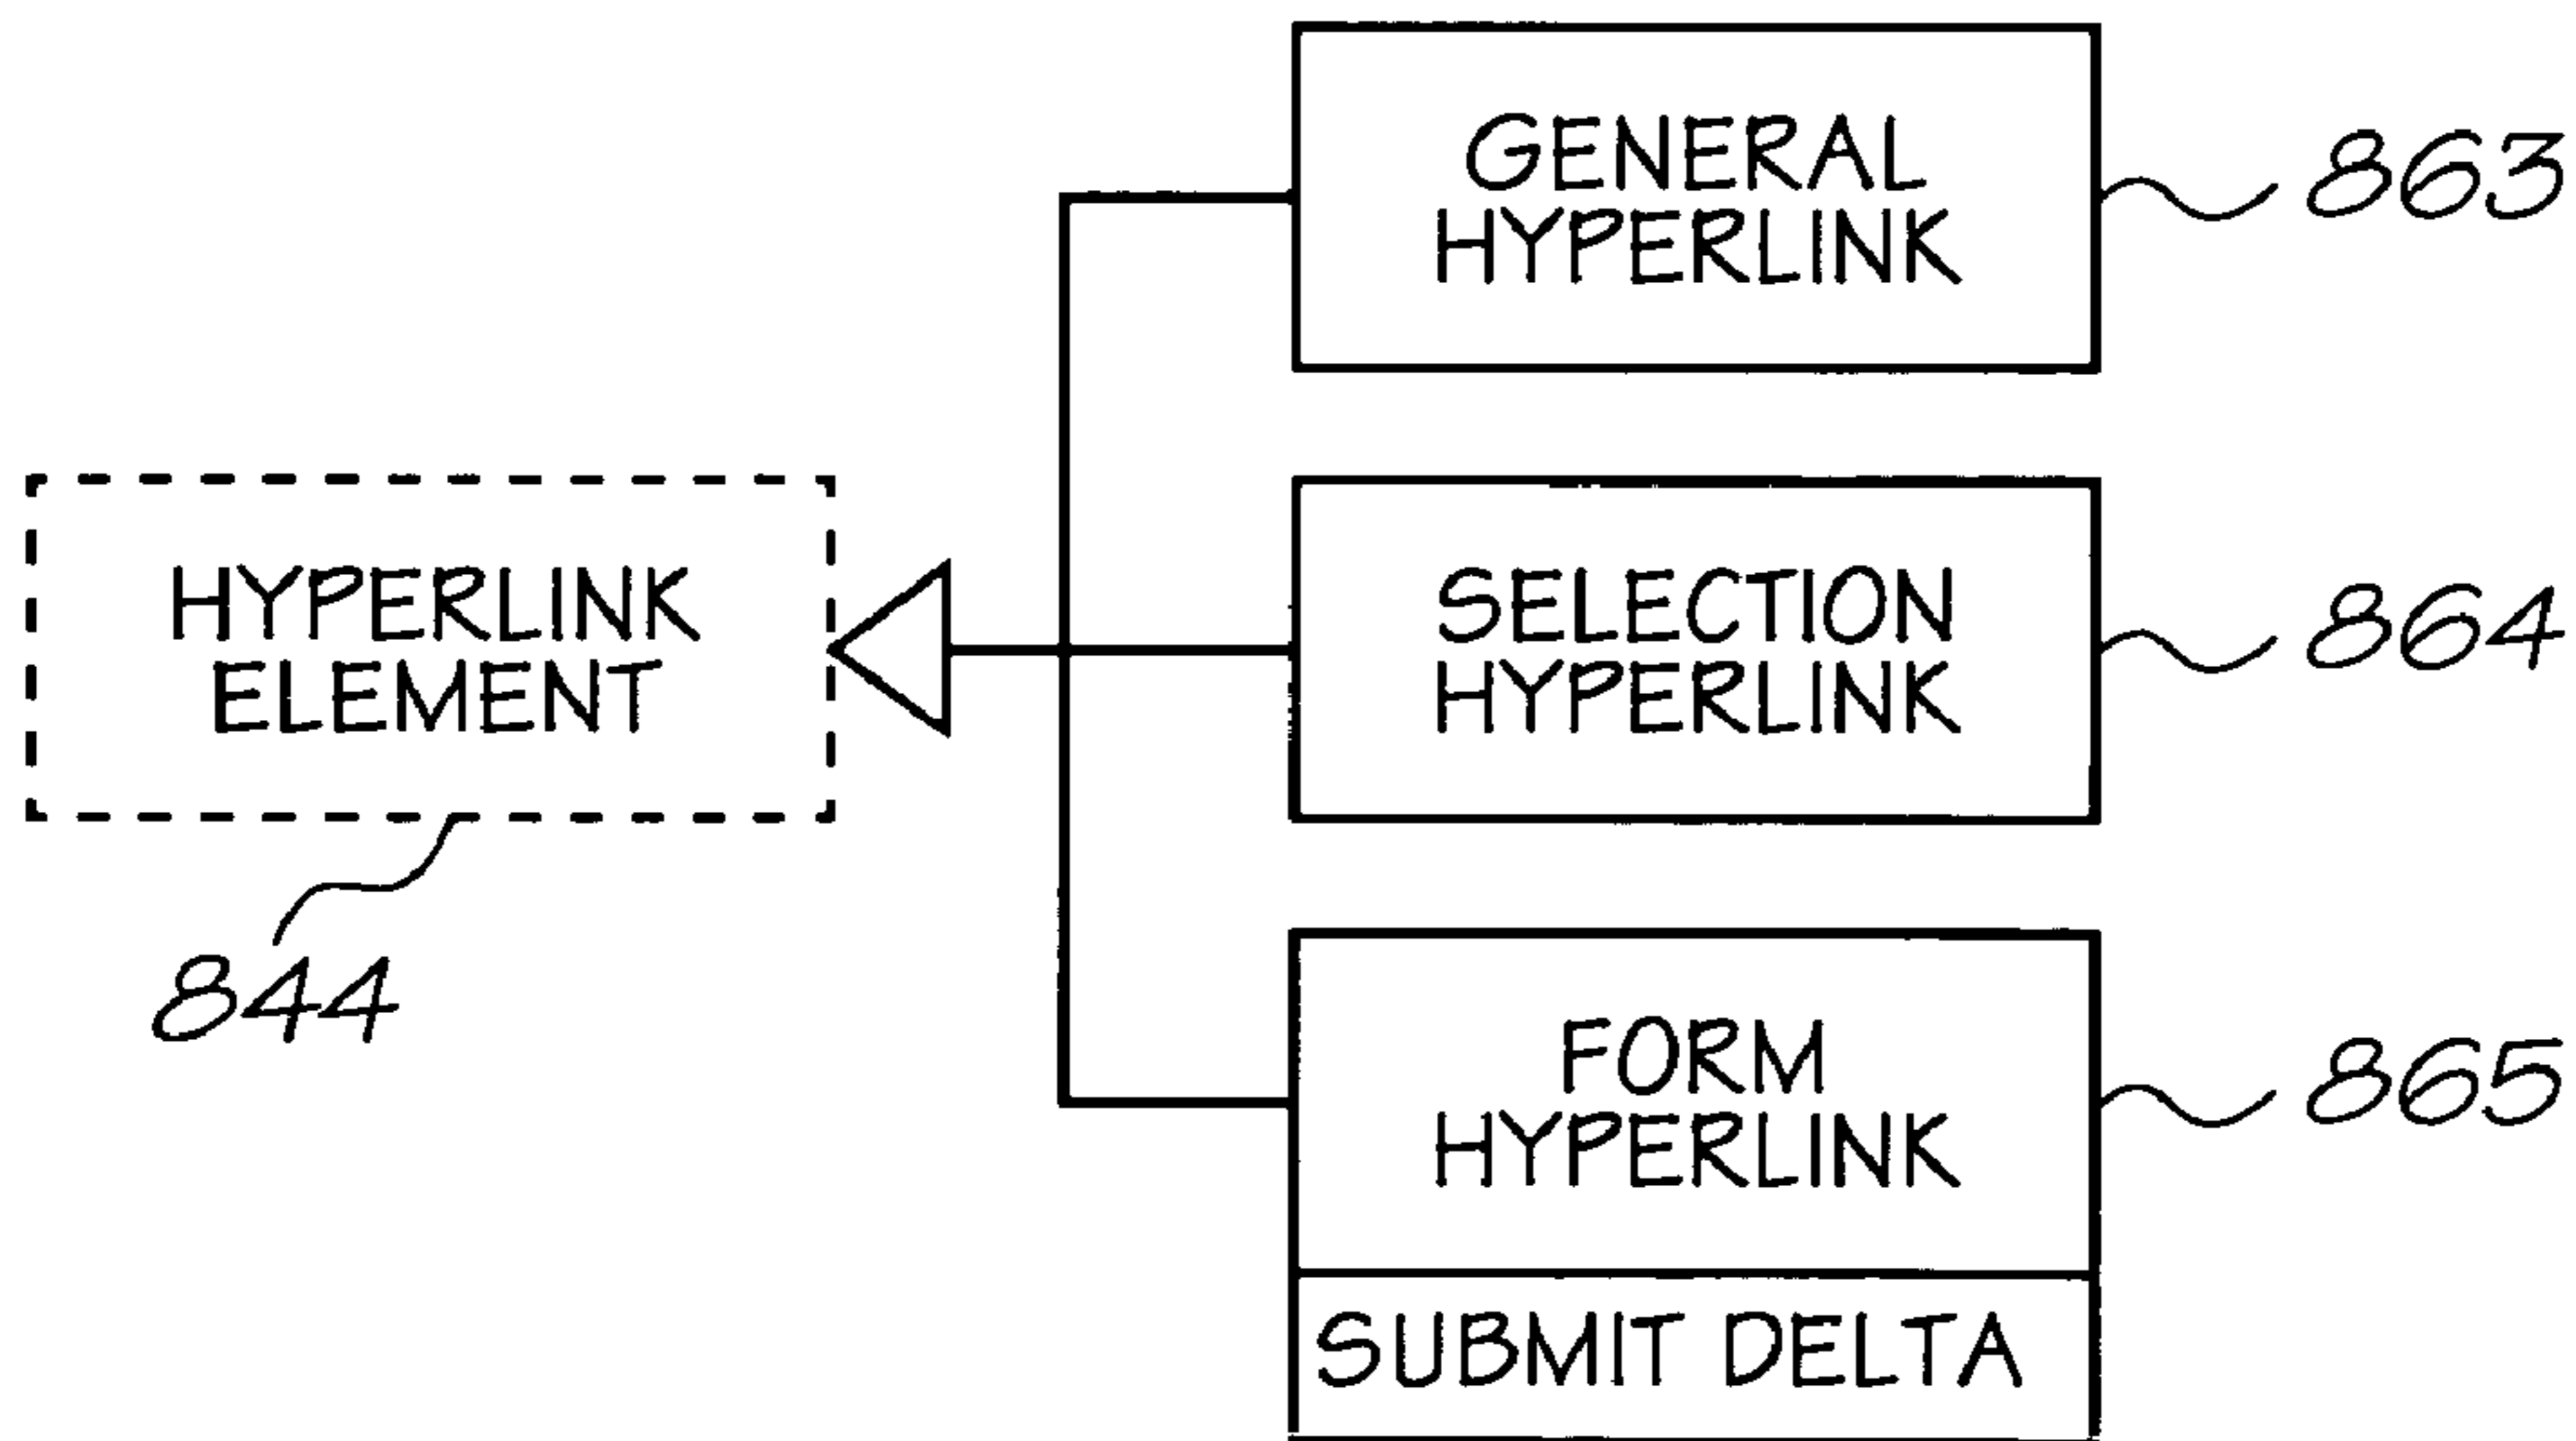 GENERAL
HYPERLINK
863
HYPERLINK
ELEMENT
844
SELECTION
HYPERLINK
864
FORM
HYPERLINK
865
SUBMIT DELTA